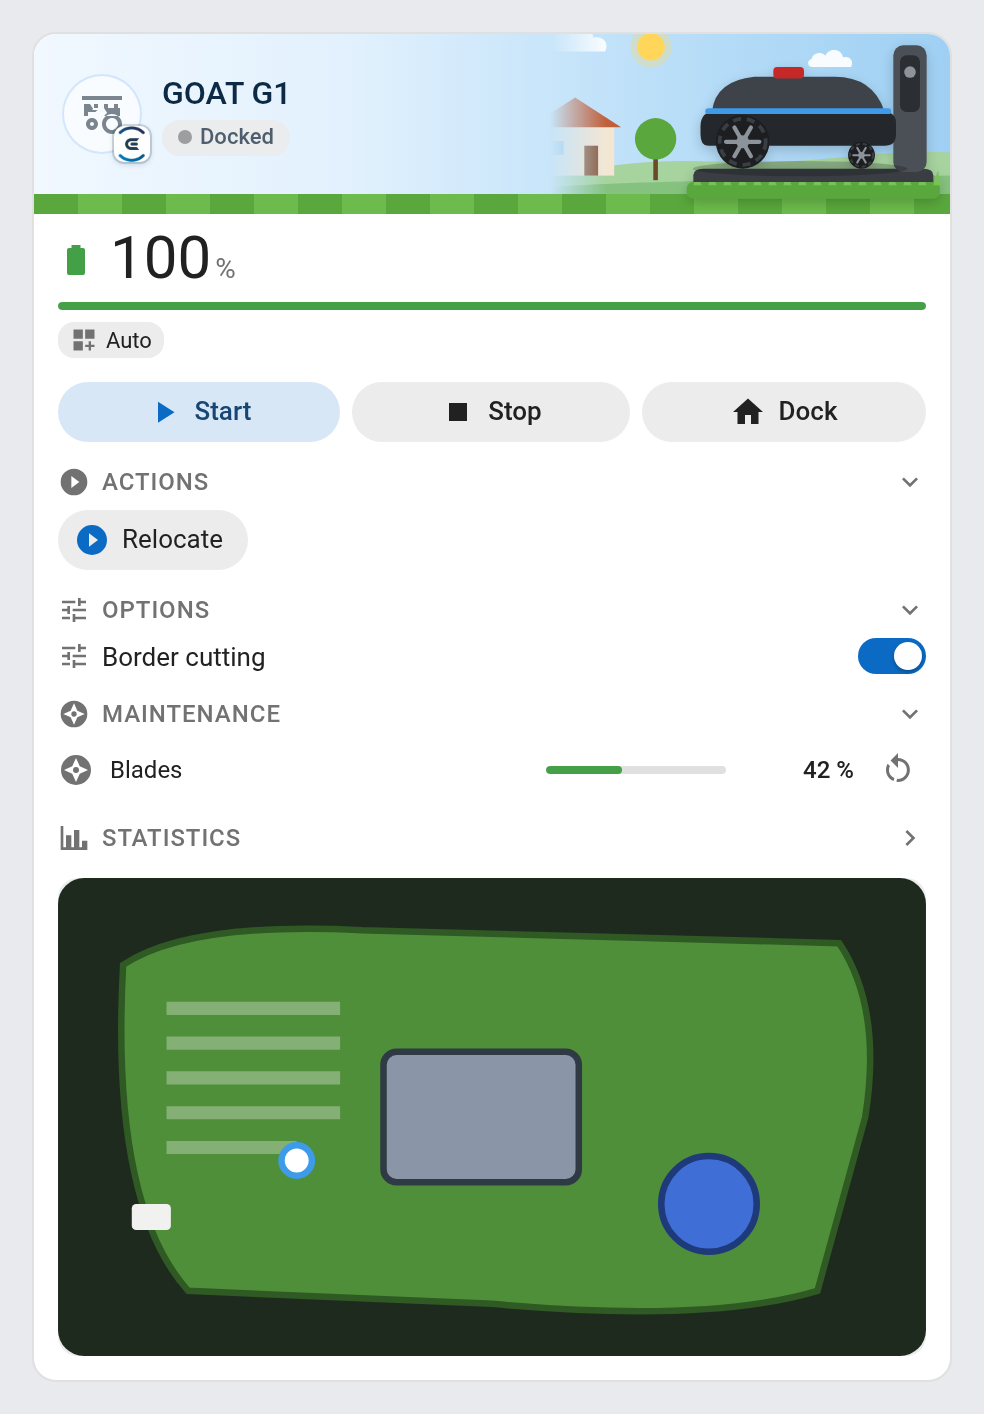 GOAT G1
Docked
100 %
Auto
Start
Stop
Dock
ACTIONS
Relocate
OPTIONS
Border cutting
MAINTENANCE
Blades
42 %
STATISTICS